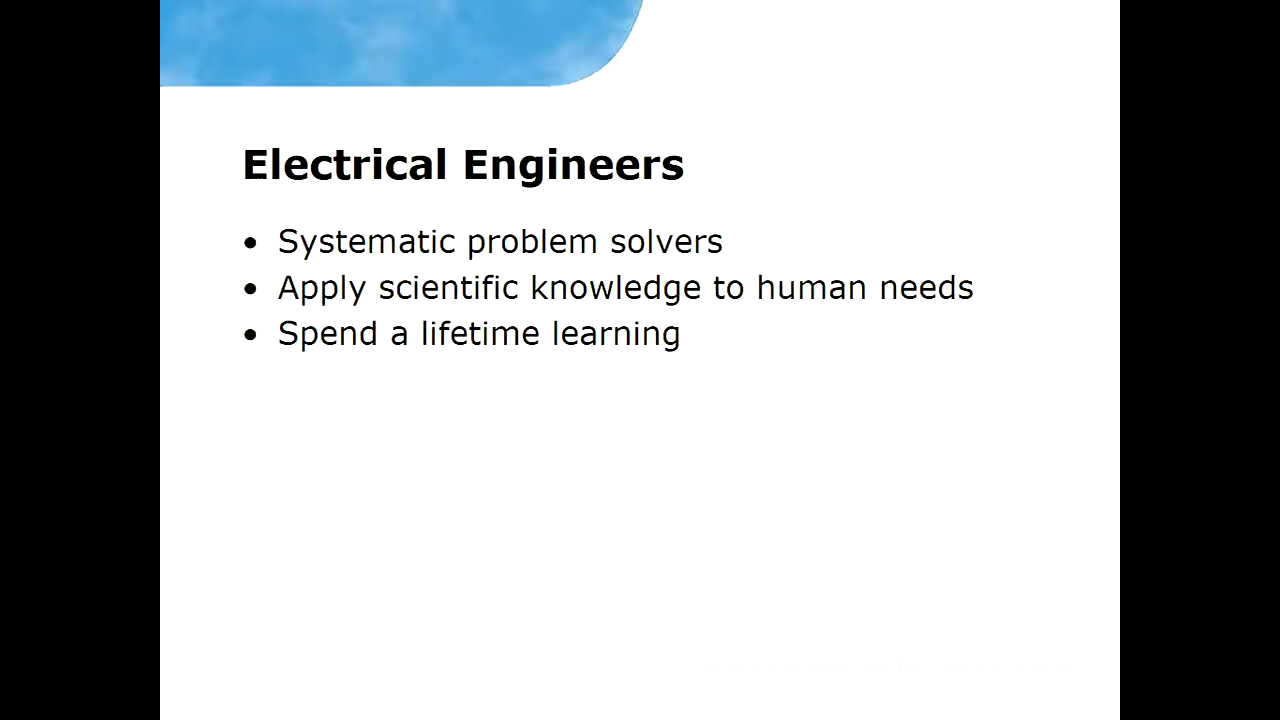 Electrical Engineers
• Systematic problem solvers
• Apply scientific knowledge to human needs
• Spend a lifetime learning